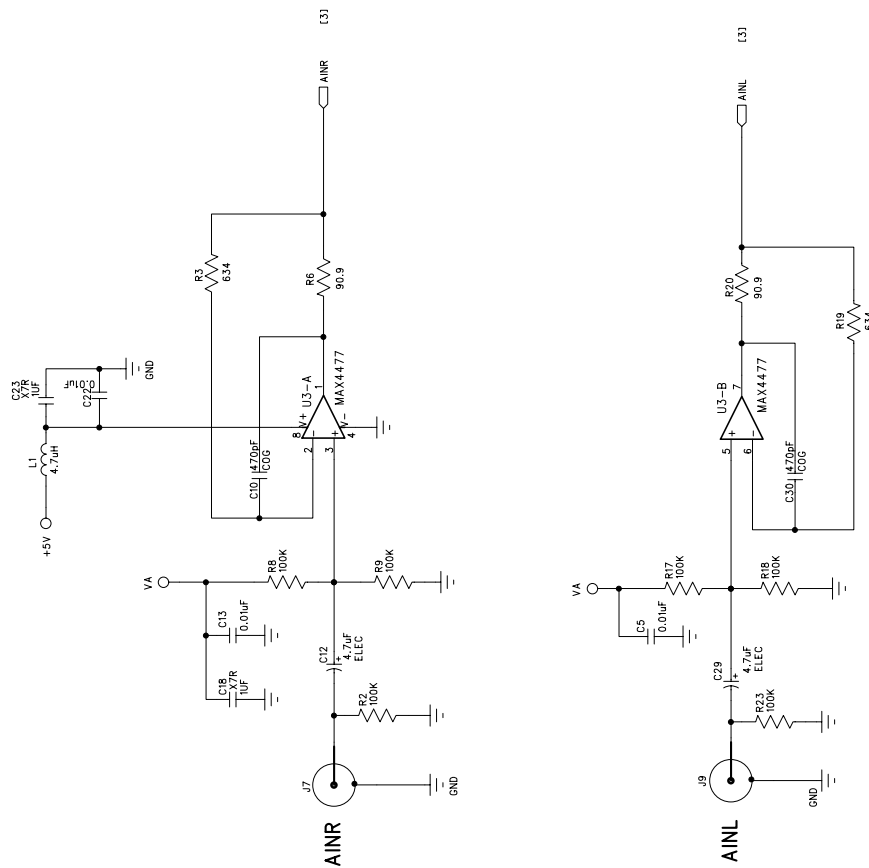 C23
X7R
1UF
0.01uF
C22
GND
L1
4.7uH
+5V
R3
634
R6
90.9
AINR
[3]
C10
470pF
COG
8
V+
U3-A
MAX4477
2
-
3
+
1
V-
4
VA
R8
100K
R9
100K
C13
0.01uF
C18
X7R
1UF
C12
+
4.7uF
ELEC
R2
100K
J7
GND
AINR
R20
90.9
AINL
[3]
R19
634
U3-B
MAX4477
5
+
6
-
7
C30
470pF
COG
VA
R17
100K
R18
100K
C5
0.01uF
C29
+
4.7uF
ELEC
R23
100K
J9
GND
AINL